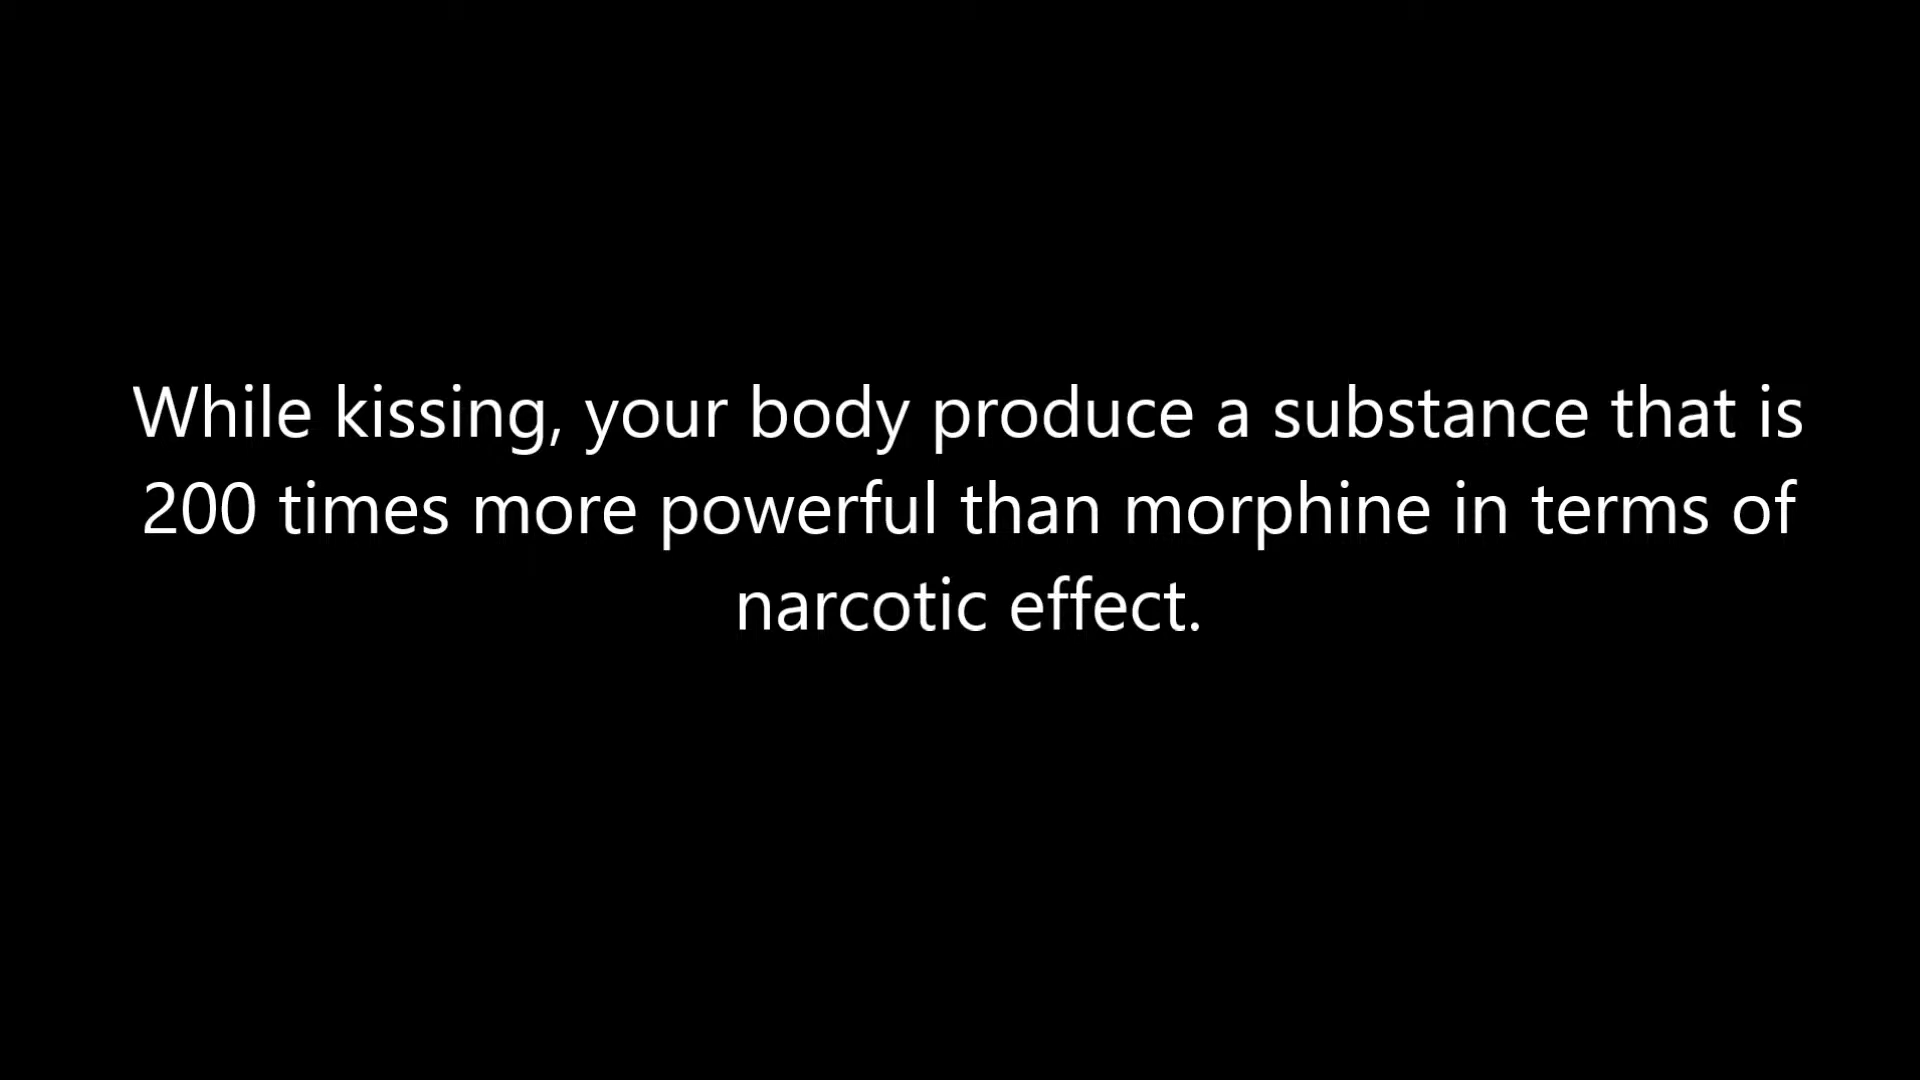 While kissing, your body produce a substance that is
200 times more powerful than morphine in terms of
narcotic effect.